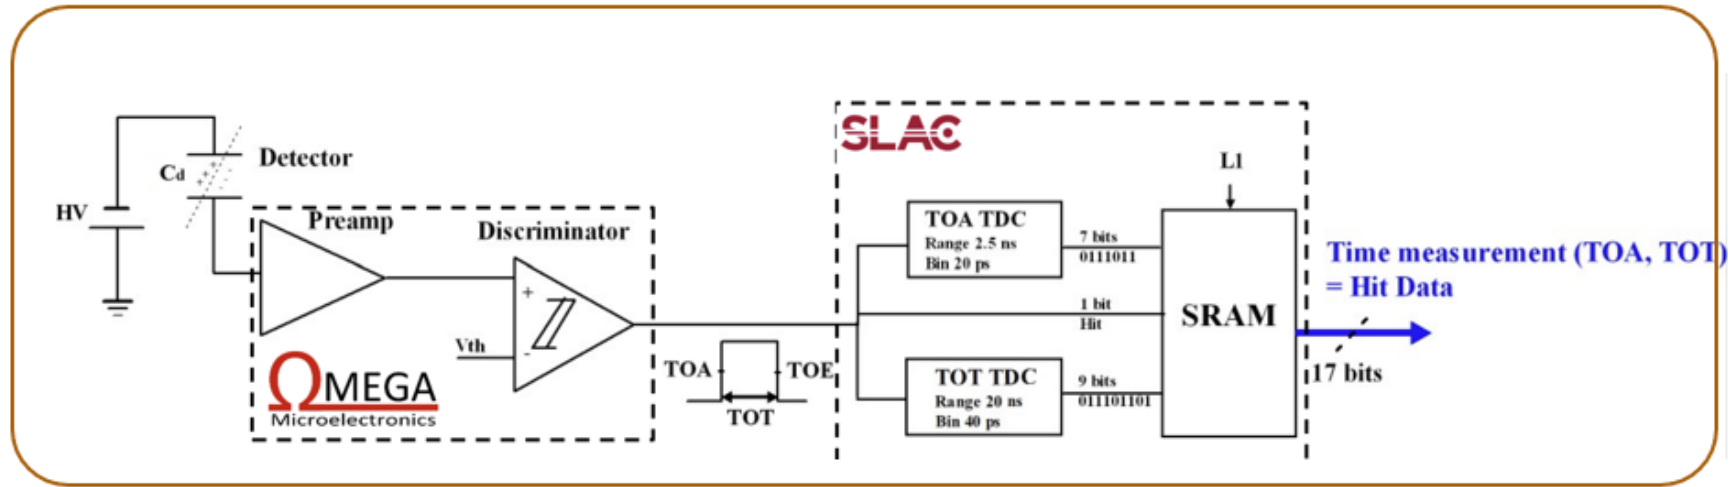 SLAC
L1
Detector
Cd
HV
Preamp
Discriminator
TOA TDC
Range 2.5 ns
Bin 20 ps
7 bits
0111011
Time measurement (TOA, TOT)
= Hit Data
+
1 bit
Hit
SRAM
Vth
-
TOA
TOE
TOT
TOT TDC
Range 20 ns
Bin 40 ps
9 bits
011101101
17 bits
ΩMEGA
Microelectronics